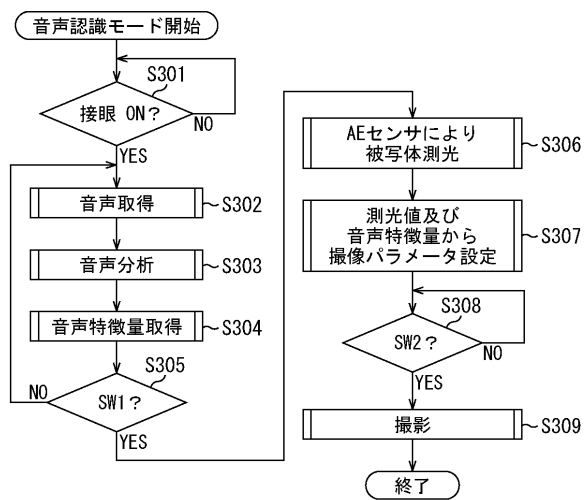 音声認識モード開始
S301
接眼 ON?
NO
YES
音声取得
S302
音声分析
S303
音声特徴量取得
S304
S305
NO
SW1?
YES
AEセンサにより
被写体測光
S306
測光値及び
音声特徴量から
撮像パラメータ設定
S307
S308
SW2?
NO
YES
撮影
S309
終了